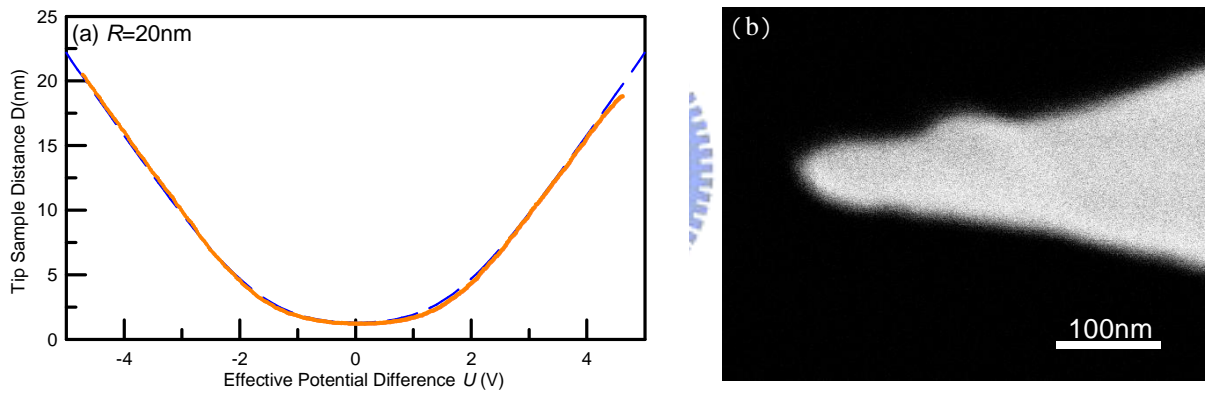 (a) R=20nm
Tip Sample Distance D(nm)
25
20
15
10
5
0
-4
-2
0
2
4
Effective Potential Difference U (V)
(b)
100nm